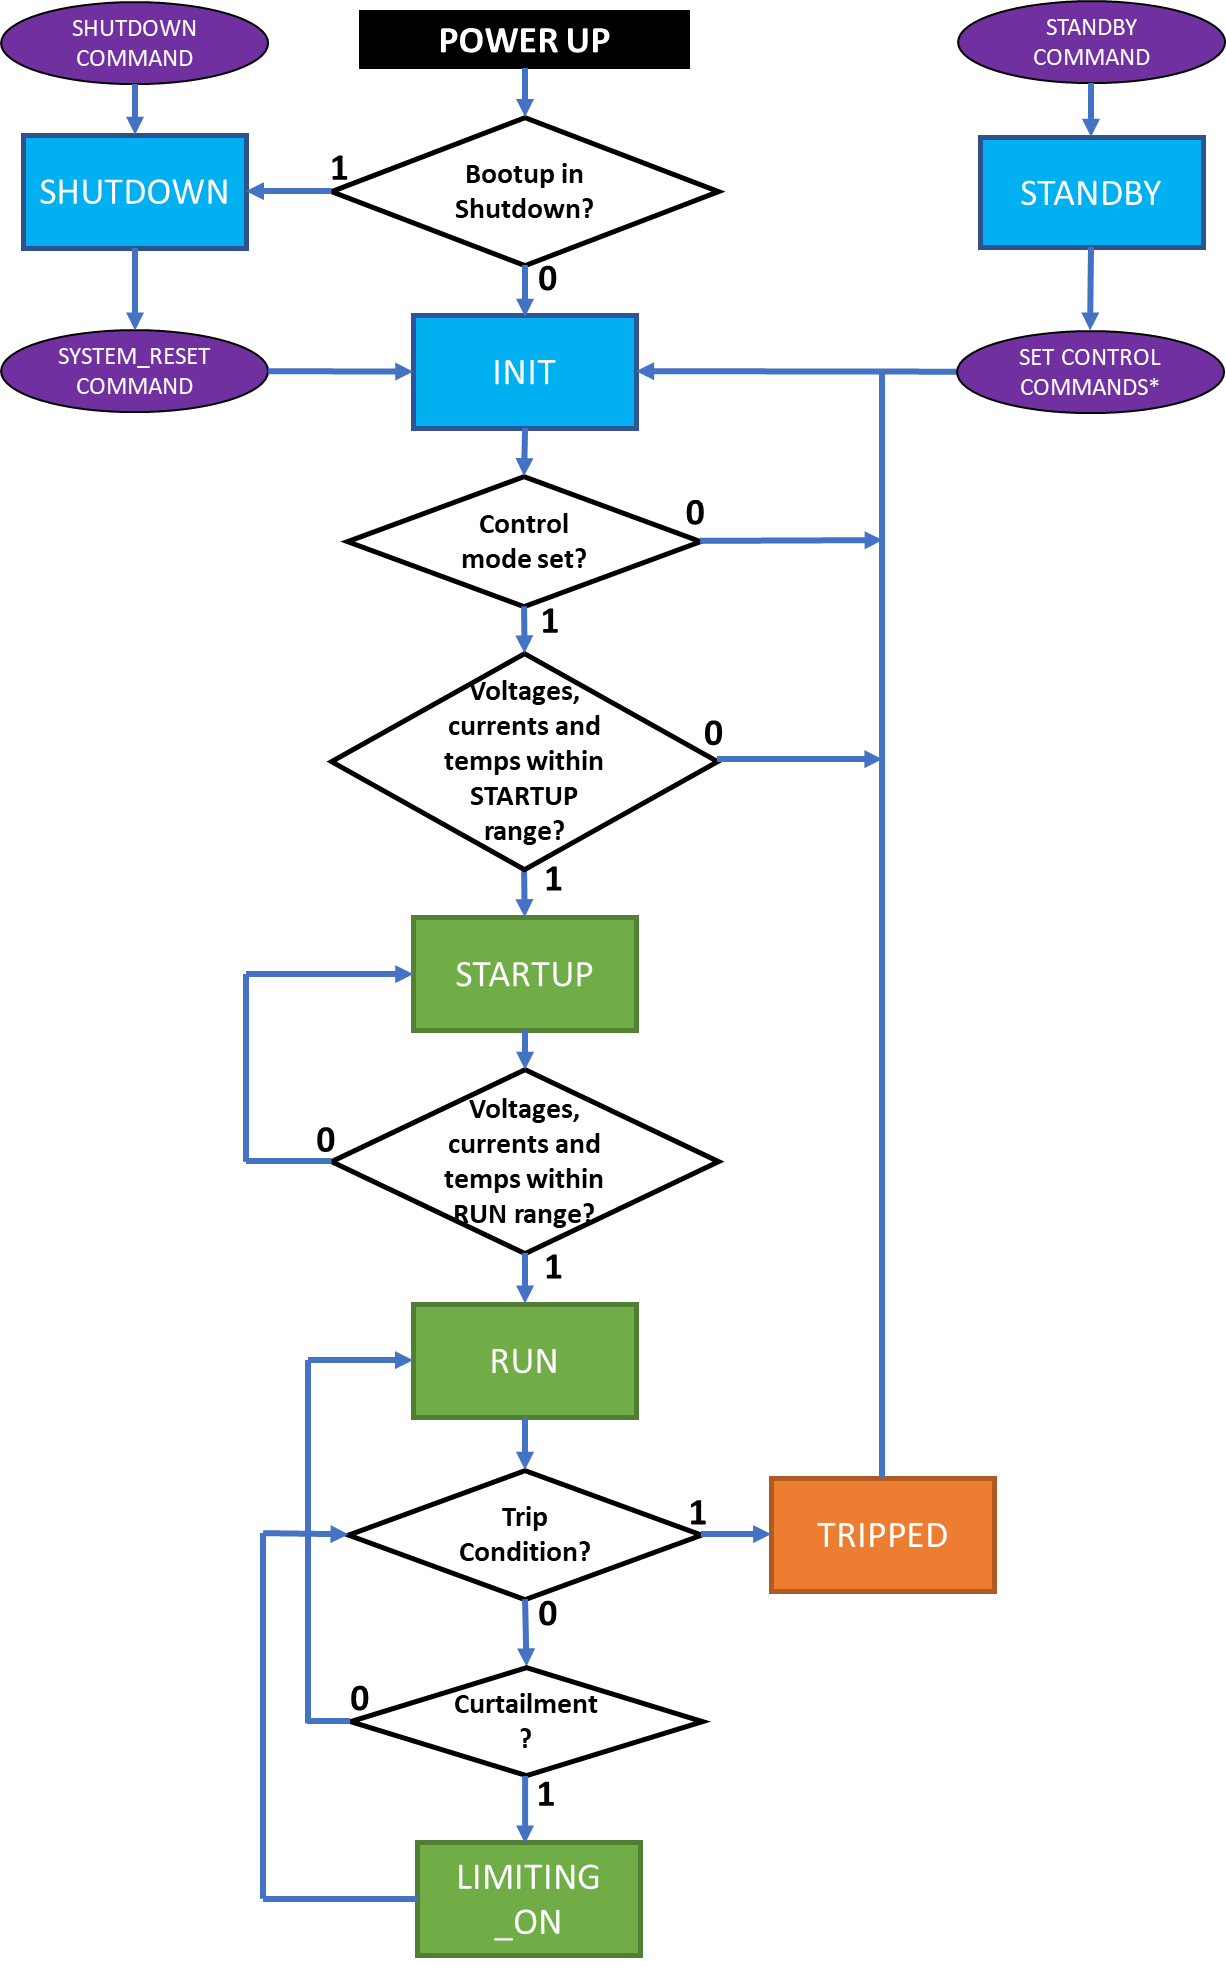 SHUTDOWN
COMMAND
POWER UP
STANDBY
COMMAND
SHUTDOWN
1
Bootup in
Shutdown?
STANDBY
0
SYSTEM_RESET
COMMAND
INIT
SET CONTROL
COMMANDS*
Control
mode set?
0
1
Voltages,
currents and
temps within
STARTUP
range?
0
1
STARTUP
Voltages,
currents and
temps within
RUN range?
0
1
RUN
Trip
Condition?
1
TRIPPED
0
Curtailment
?
0
1
LIMITING
_ON